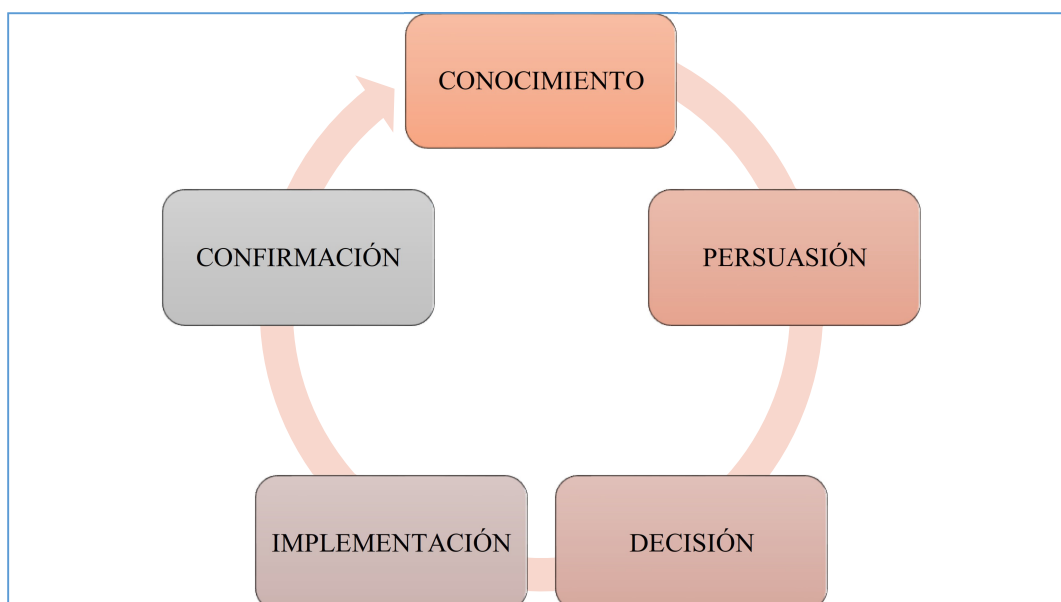 CONOCIMIENTO
PERSUASIÓN
DECISIÓN
IMPLEMENTACIÓN
CONFIRMACIÓN